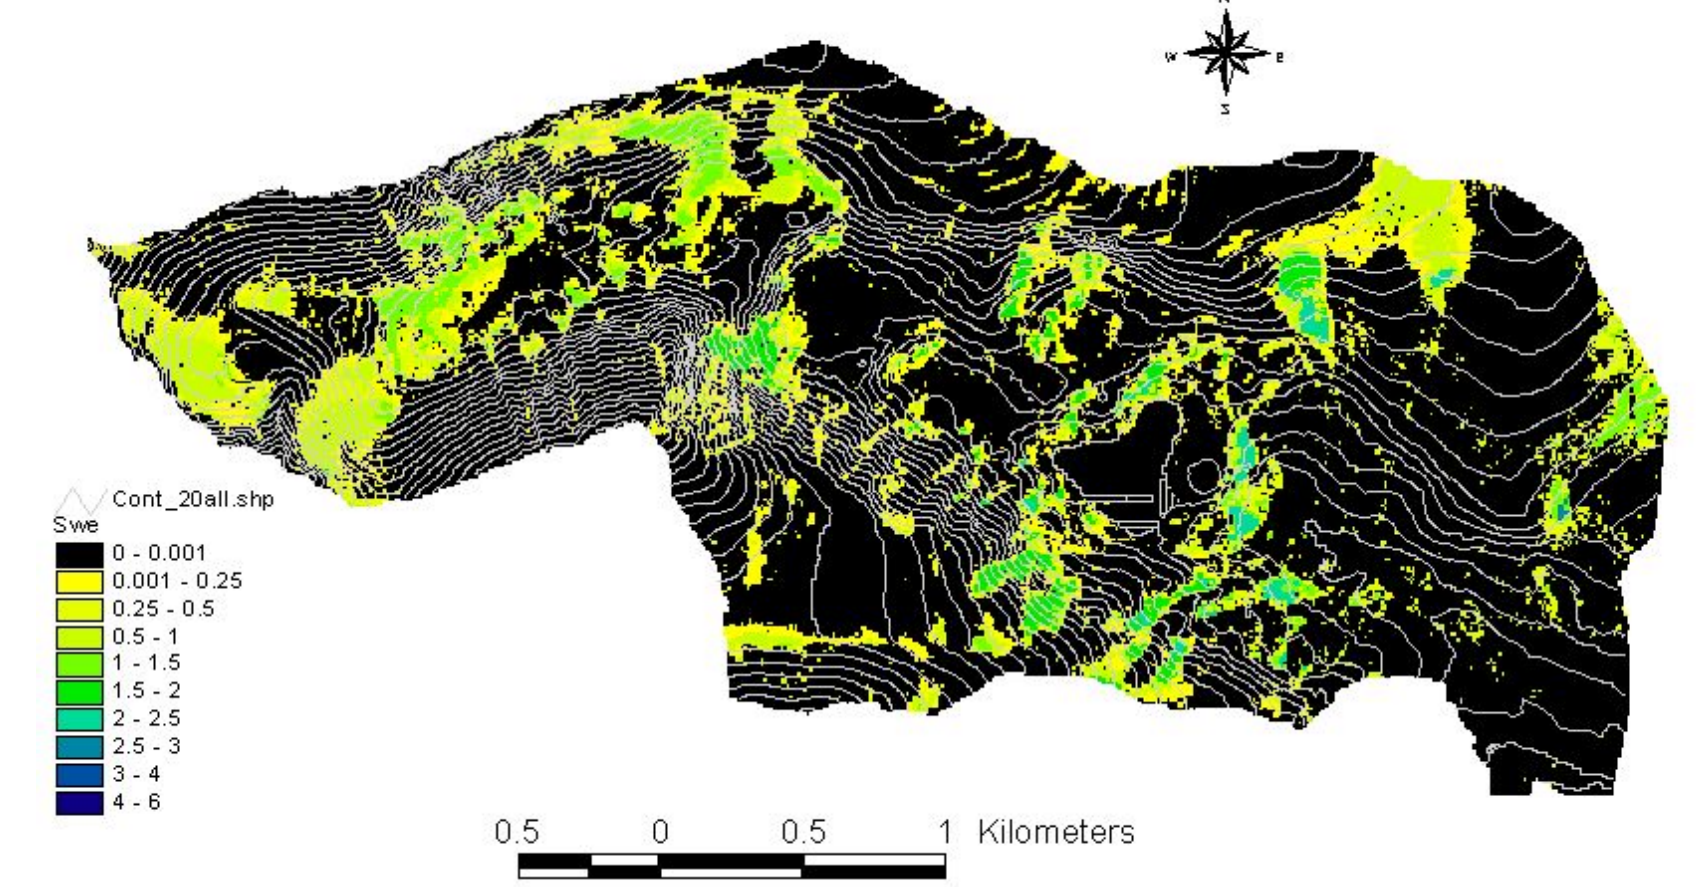 N
W E
S
Cont_20all.shp
Swe
0 - 0.001
0.001 - 0.25
0.25 - 0.5
0.5 - 1
1 - 1.5
1.5 - 2
2 - 2.5
2.5 - 3
3 - 4
4 - 6
0.5 0 0.5 1 Kilometers